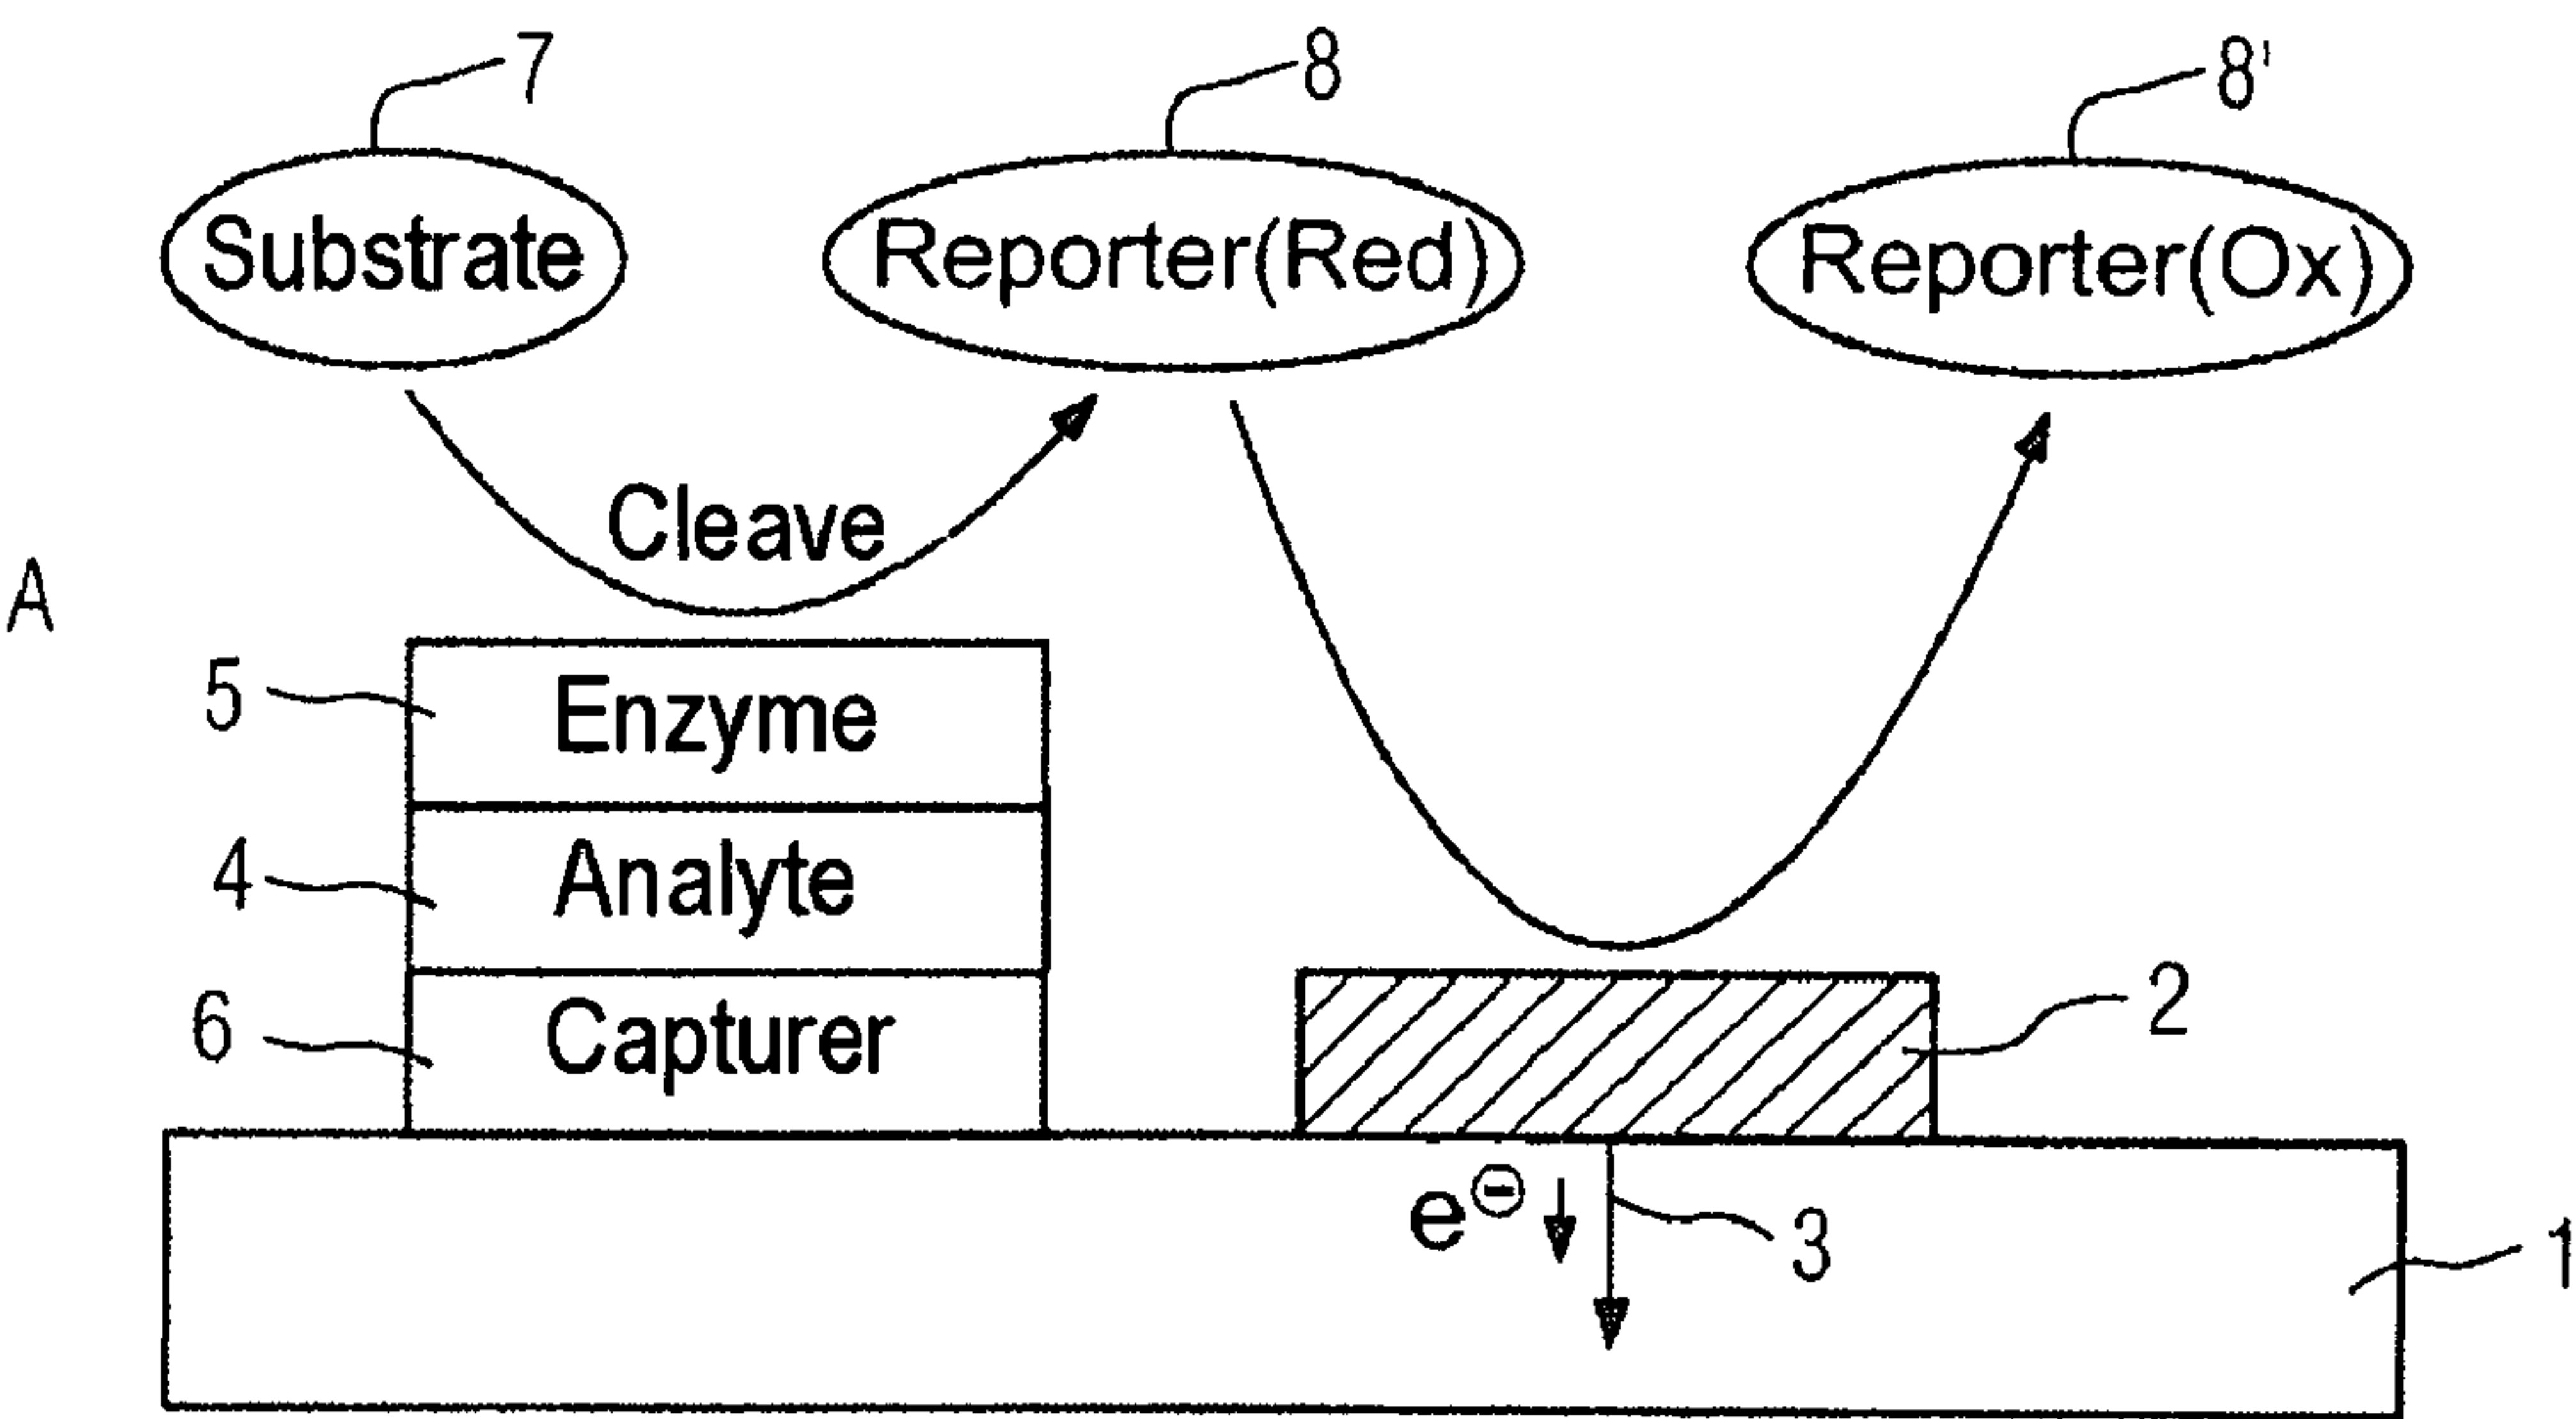 7 8 8'
Substrate Reporter(Red) Reporter(Ox)
Cleave
A
5 Enzyme
4 Analyte
6 Capturer 2
e⊖ 3
1